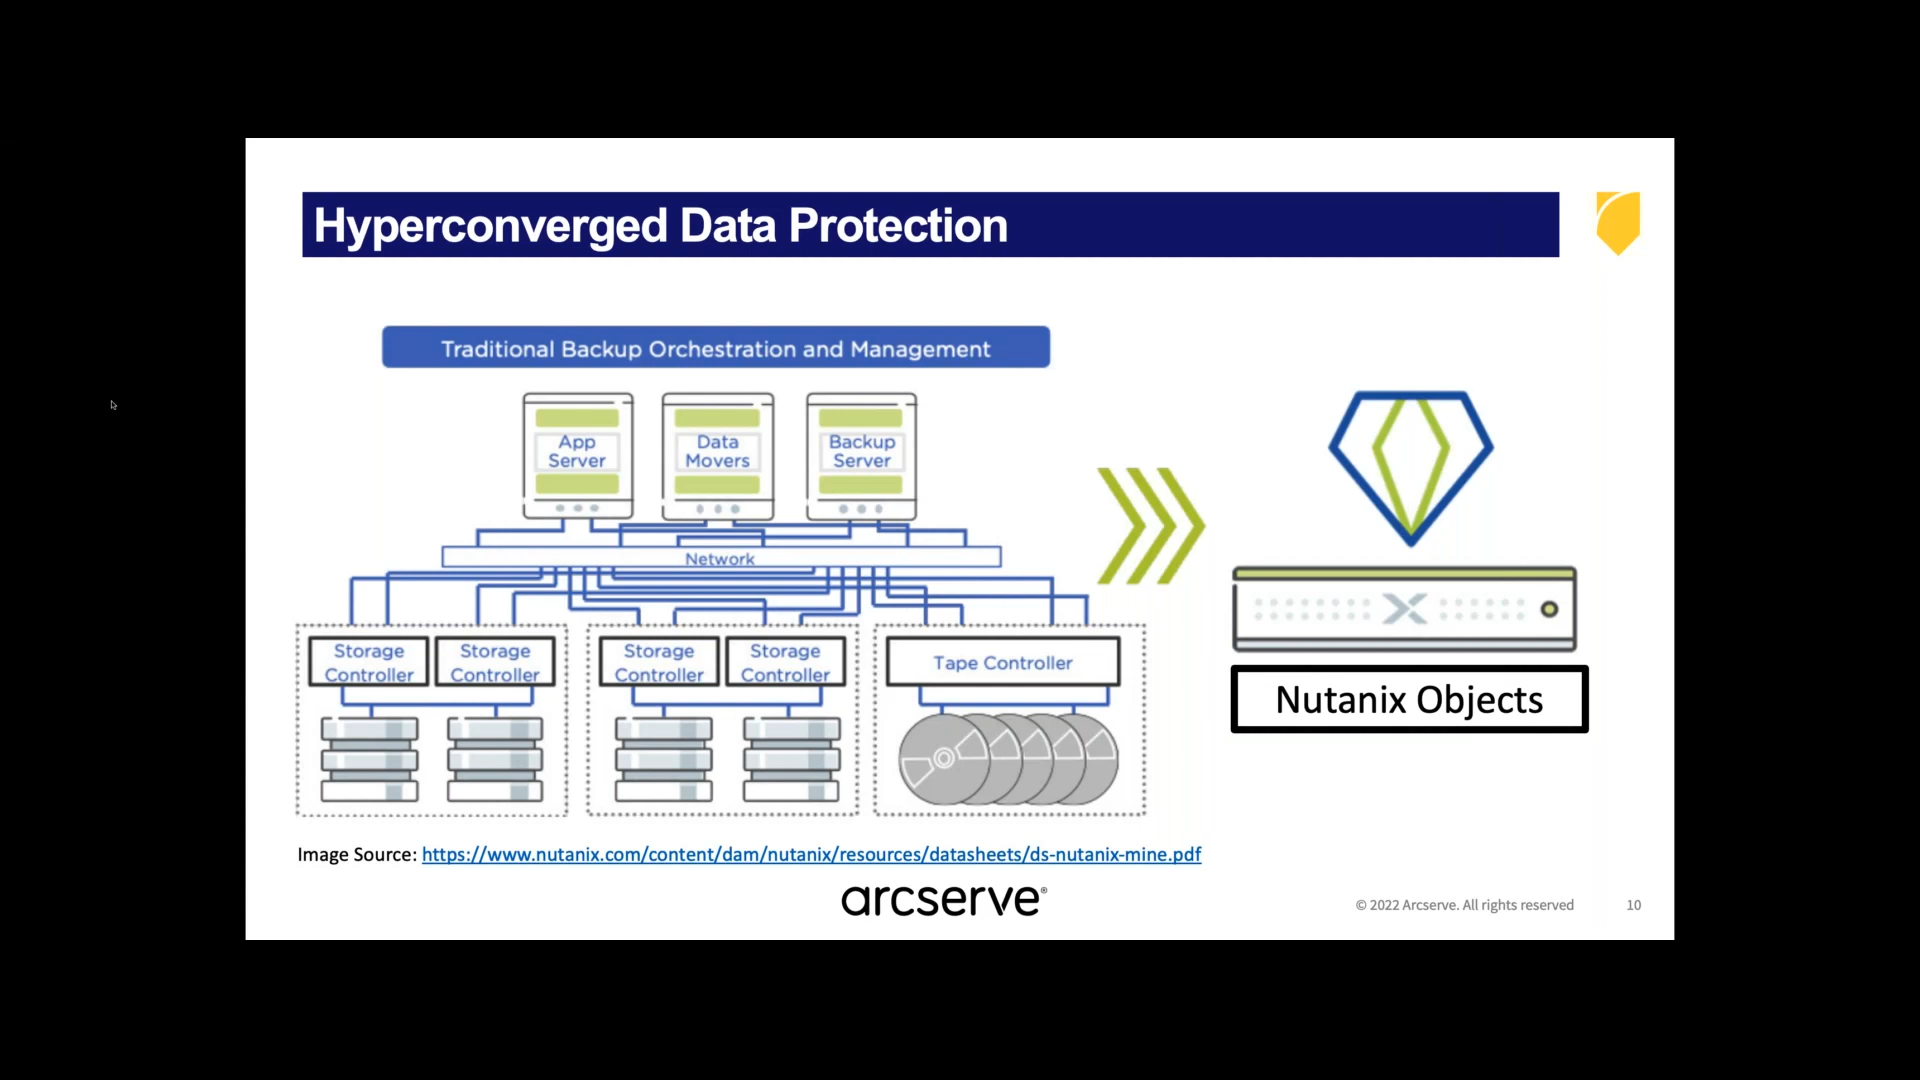 Hyperconverged Data Protection
Traditional Backup Orchestration and Management
App
Server
Data
Movers
Backup
Server
Network
Storage
Controller
Storage
Controller
Storage
Controller
Storage
Controller
Tape Controller
Nutanix Objects
Image Source: https://www.nutanix.com/content/dam/nutanix/resources/datasheets/ds-nutanix-mine.pdf
arcserve®
© 2022 Arcserve. All rights reserved
10